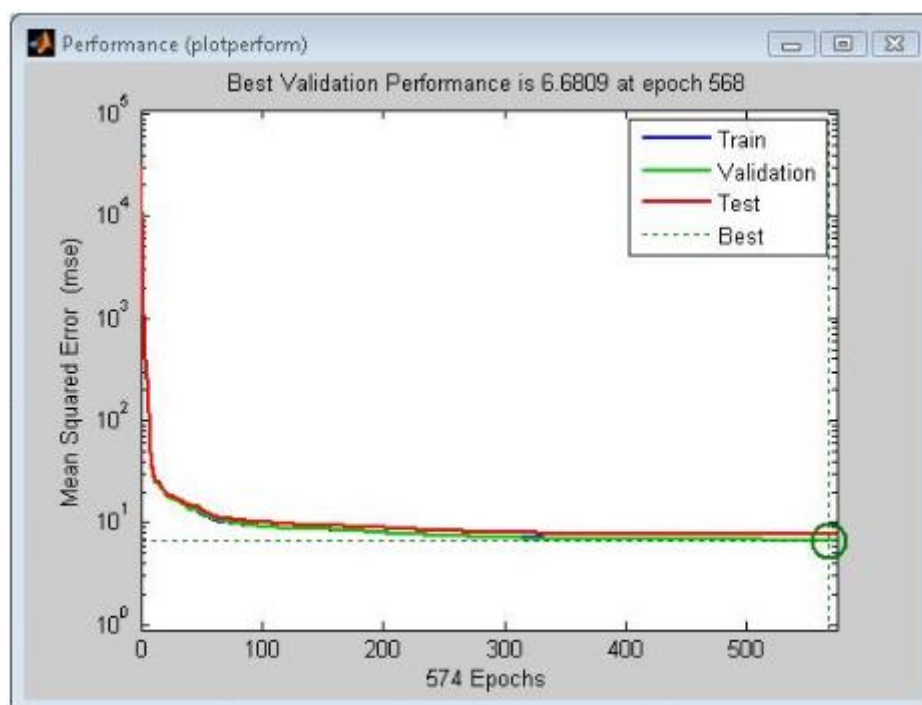 Performance (plotperform)
Best Validation Performance is 6.6809 at epoch 568
Train
Validation
Test
Best
Mean Squared Error (mse)
10^5
10^4
10^3
10^2
10^1
10^0
0 100 200 300 400 500
574 Epochs